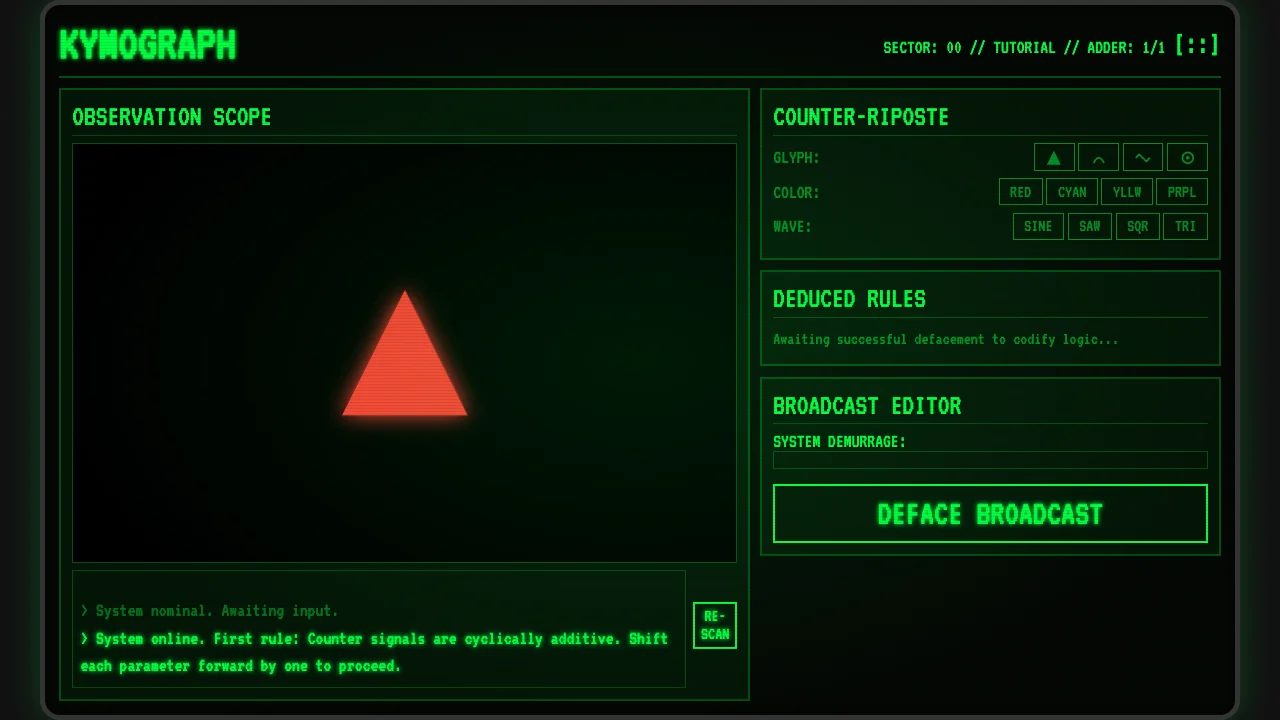 KYMOGRAPH
SECTOR: 00 // TUTORIAL // ADDER: 1/1 [::]
OBSERVATION SCOPE
> System nominal. Awaiting input.
> System online. First rule: Counter signals are cyclically additive. Shift
each parameter forward by one to proceed.
RE-
SCAN
COUNTER-RIPOSTE
GLYPH:
COLOR: RED CYAN YLLW PRPL
WAVE: SINE SAW SQR TRI
DEDUCED RULES
Awaiting successful defacement to codify logic...
BROADCAST EDITOR
SYSTEM DEMURRAGE:
DEFACE BROADCAST